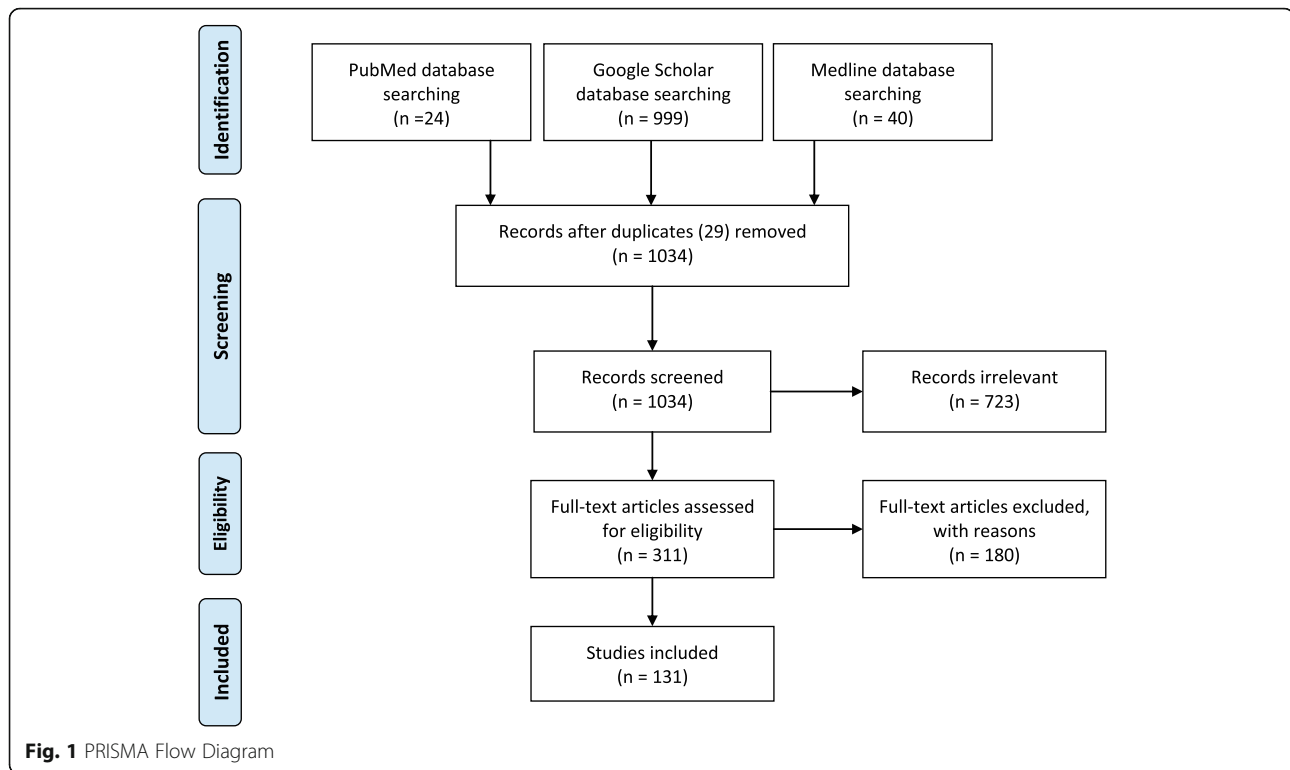 Identification
PubMed database
searching
(n =24)
Google Scholar
database searching
(n = 999)
Medline database
searching
(n = 40)
Screening
Records after duplicates (29) removed
(n = 1034)
Records screened
(n = 1034)
Records irrelevant
(n = 723)
Eligibility
Full-text articles assessed
for eligibility
(n = 311)
Full-text articles excluded,
with reasons
(n = 180)
Included
Studies included
(n = 131)
Fig. 1 PRISMA Flow Diagram